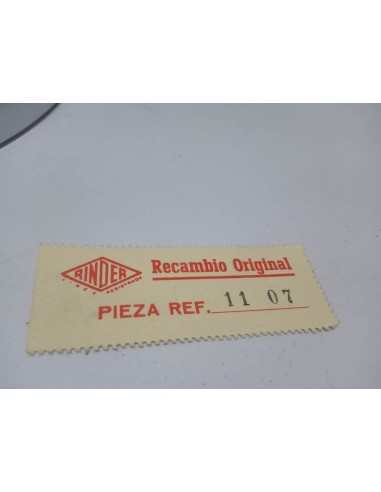 RINDER
Recambio Original
PIEZA REF. 11 07